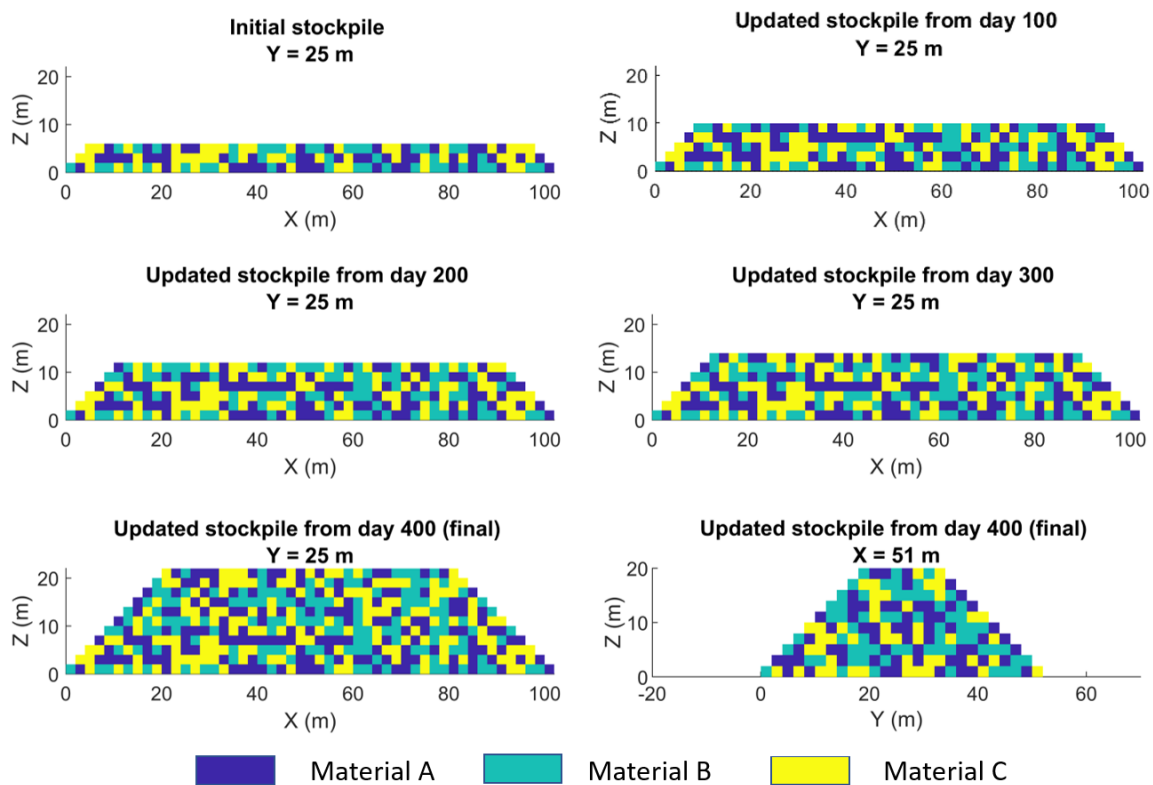 Initial stockpile
Y = 25 m
Z (m)
20
10
0
0 20 40 60 80 100
X (m)
Updated stockpile from day 100
Y = 25 m
Z (m)
20
10
0
0 20 40 60 80 100
X (m)
Updated stockpile from day 200
Y = 25 m
Z (m)
20
10
0
0 20 40 60 80 100
X (m)
Updated stockpile from day 300
Y = 25 m
Z (m)
20
10
0
0 20 40 60 80 100
X (m)
Updated stockpile from day 400 (final)
Y = 25 m
Z (m)
20
10
0
0 20 40 60 80 100
X (m)
Updated stockpile from day 400 (final)
X = 51 m
Z (m)
20
10
0
-20 0 20 40 60
Y (m)
Material A Material B Material C